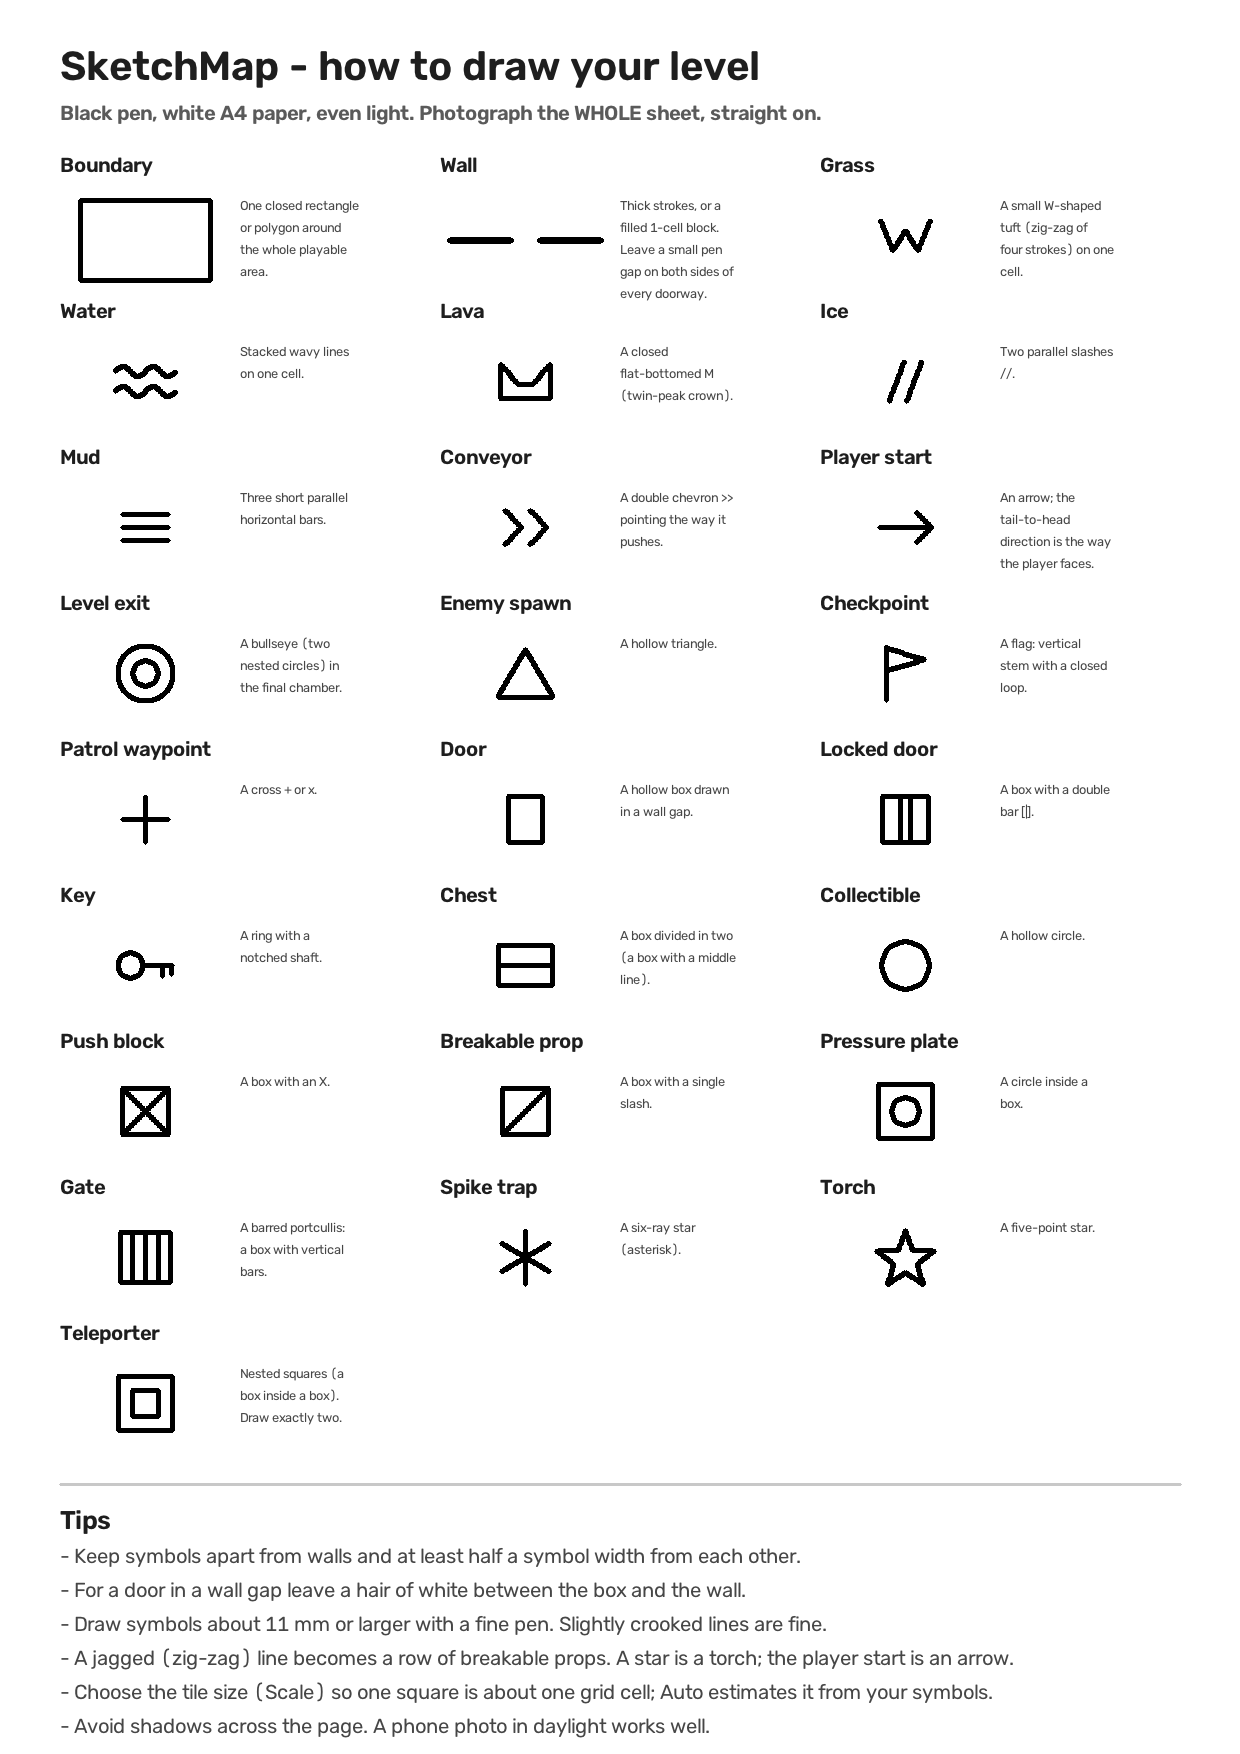 SketchMap - how to draw your level
Black pen, white A4 paper, even light. Photograph the WHOLE sheet, straight on.
Boundary
One closed rectangle
or polygon around
the whole playable
area.
Wall
Thick strokes, or a
filled 1-cell block.
Leave a small pen
gap on both sides of
every doorway.
Grass
A small W-shaped
tuft (zig-zag of
four strokes) on one
cell.
Water
Stacked wavy lines
on one cell.
Lava
A closed
flat-bottomed M
(twin-peak crown).
Ice
Two parallel slashes
//.
Mud
Three short parallel
horizontal bars.
Conveyor
A double chevron >>
pointing the way it
pushes.
Player start
An arrow; the
tail-to-head
direction is the way
the player faces.
Level exit
A bullseye (two
nested circles) in
the final chamber.
Enemy spawn
A hollow triangle.
Checkpoint
A flag: vertical
stem with a closed
loop.
Patrol waypoint
A cross + or x.
Door
A hollow box drawn
in a wall gap.
Locked door
A box with a double
bar [|].
Key
A ring with a
notched shaft.
Chest
A box divided in two
(a box with a middle
line).
Collectible
A hollow circle.
Push block
A box with an X.
Breakable prop
A box with a single
slash.
Pressure plate
A circle inside a
box.
Gate
A barred portcullis:
a box with vertical
bars.
Spike trap
A six-ray star
(asterisk).
Torch
A five-point star.
Teleporter
Nested squares (a
box inside a box).
Draw exactly two.
Tips
- Keep symbols apart from walls and at least half a symbol width from each other.
- For a door in a wall gap leave a hair of white between the box and the wall.
- Draw symbols about 11 mm or larger with a fine pen. Slightly crooked lines are fine.
- A jagged (zig-zag) line becomes a row of breakable props. A star is a torch; the player start is an arrow.
- Choose the tile size (Scale) so one square is about one grid cell; Auto estimates it from your symbols.
- Avoid shadows across the page. A phone photo in daylight works well.